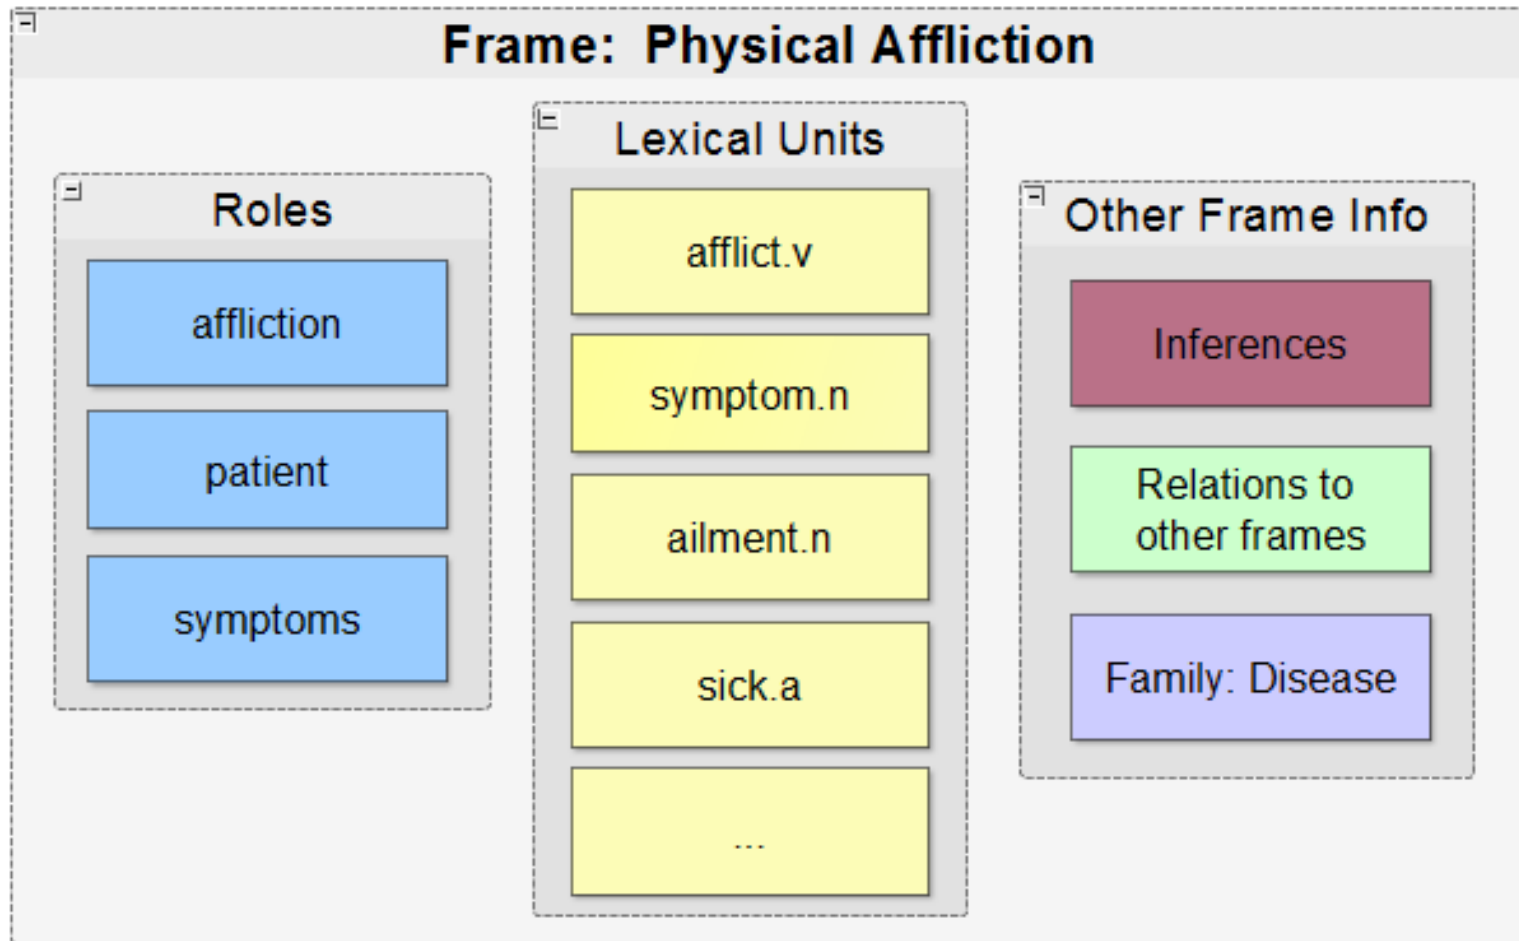 Frame: Physical Affliction
Roles
affliction
patient
symptoms
Lexical Units
afflict.v
symptom.n
ailment.n
sick.a
...
Other Frame Info
Inferences
Relations to
other frames
Family: Disease